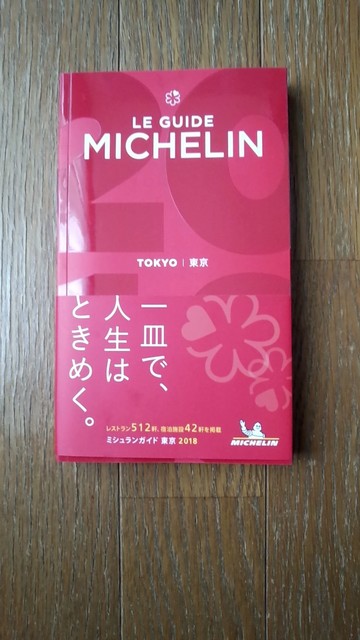 20
LE GUIDE
MICHELIN
TOKYO | 東京
一皿で、
人生は
ときめく。
レストラン512軒、宿泊施設42軒を掲載
ミシュランガイド 東京 2018
MICHELIN